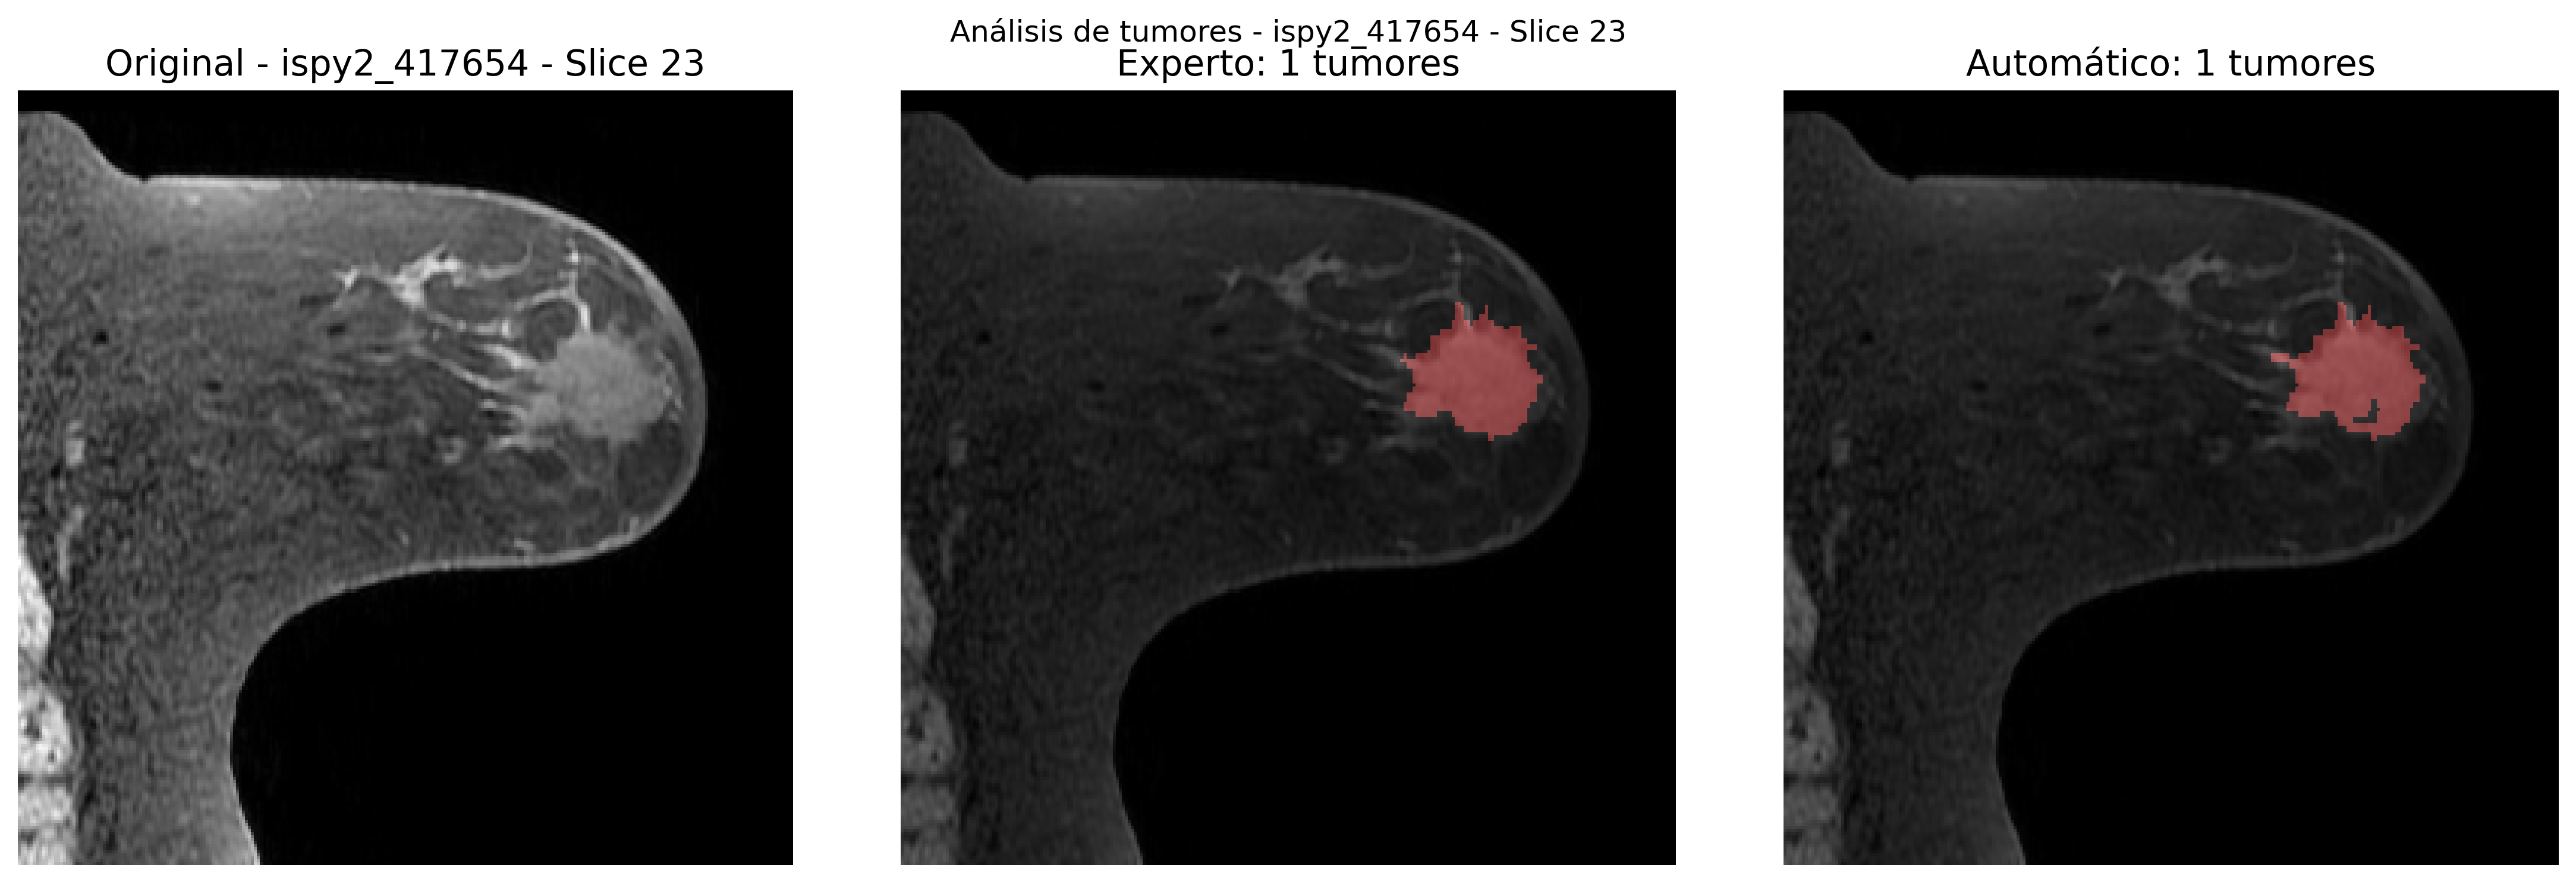 Análisis de tumores - ispy2_417654 - Slice 23
Original - ispy2_417654 - Slice 23
Experto: 1 tumores
Automático: 1 tumores